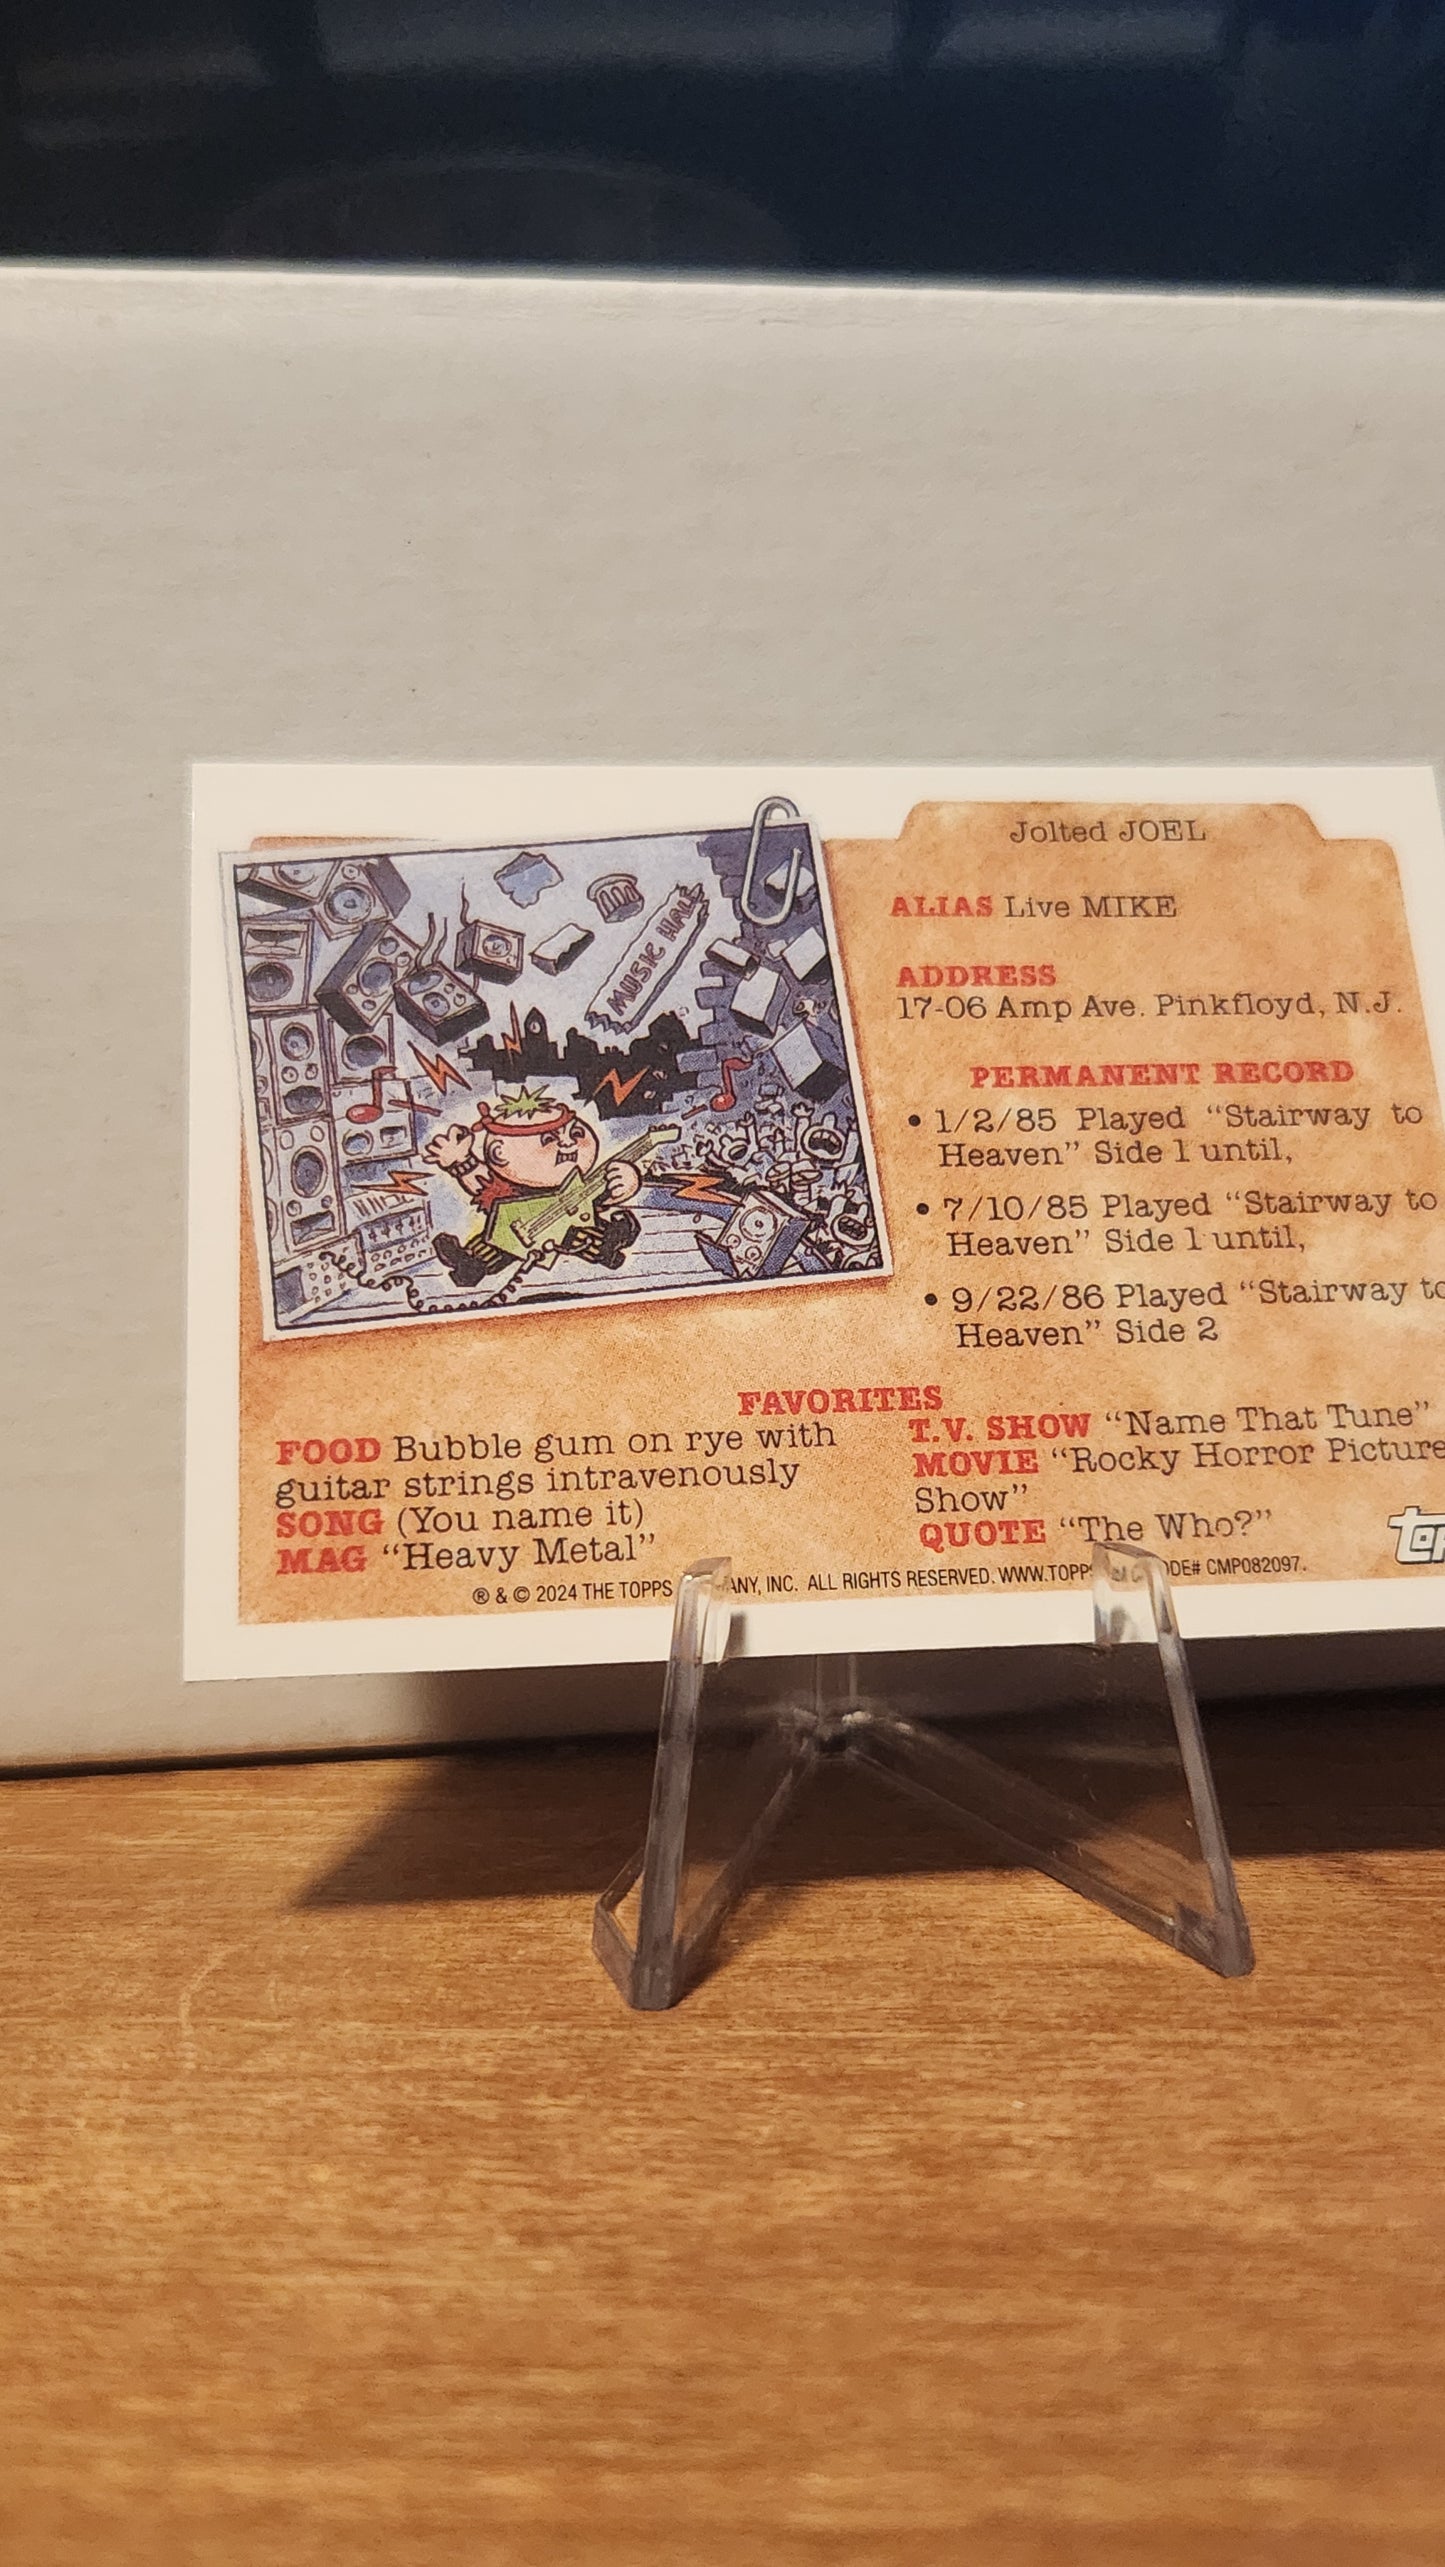 Jolted JOEL
MUSIC HALL
ALIAS Live MIKE
ADDRESS
17-06 Amp Ave. Pinkfloyd, N.J.
PERMANENT RECORD
• 1/2/85 Played “Stairway to
Heaven” Side 1 until,
• 7/10/85 Played “Stairway to
Heaven” Side 1 until,
• 9/22/86 Played “Stairway to
Heaven” Side 2
FAVORITES
FOOD Bubble gum on rye with
guitar strings intravenously
SONG (You name it)
MAG “Heavy Metal”
T.V. SHOW “Name That Tune”
MOVIE “Rocky Horror Picture
Show”
QUOTE “The Who?”
® & © 2024 THE TOPPS INC. ALL RIGHTS RESERVED. CMP082097.